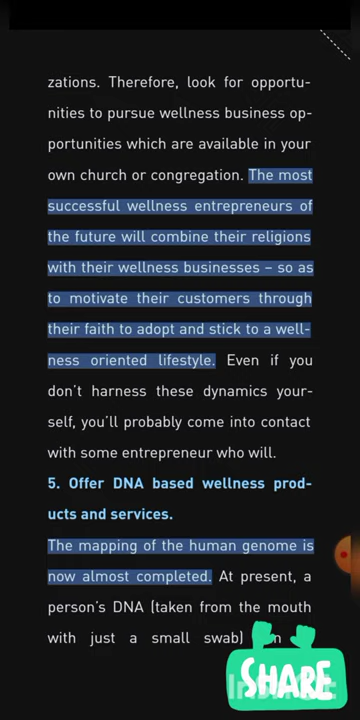 zations. Therefore, look for opportu-
nities to pursue wellness business op-
portunities which are available in your
own church or congregation. The most
successful wellness entrepreneurs of
the future will combine their religions
with their wellness businesses – so as
to motivate their customers through
their faith to adopt and stick to a well-
ness oriented lifestyle. Even if you
don't harness these dynamics your-
self, you'll probably come into contact
with some entrepreneur who will.
5. Offer DNA based wellness prod-
ucts and services.
The mapping of the human genome is
now almost completed. At present, a
person's DNA (taken from the mouth
with just a small swab)
SHARE